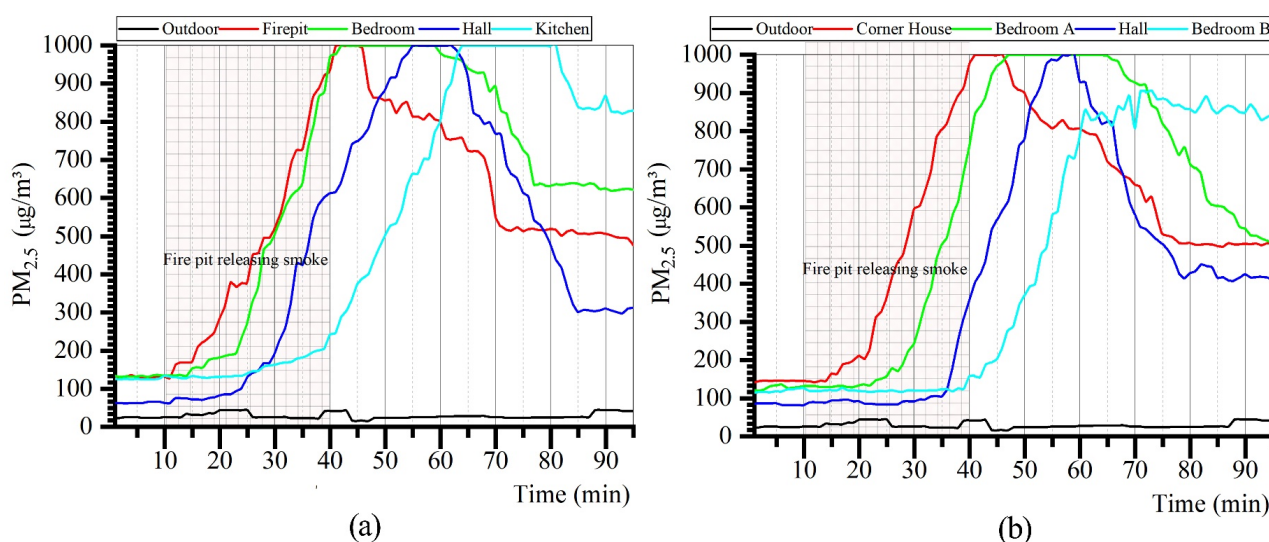 Outdoor Firepit Bedroom Hall Kitchen
1000
900
800
700
600
500
400
300
200
100
0
PM2.5 (μg/m³)
Fire pit releasing smoke
10 20 30 40 50 60 70 80 90
Time (min)
(a)
Outdoor Corner House Bedroom A Hall Bedroom B
1000
900
800
700
600
500
400
300
200
100
0
PM2.5 (μg/m³)
Fire pit releasing smoke
10 20 30 40 50 60 70 80 90
Time (min)
(b)